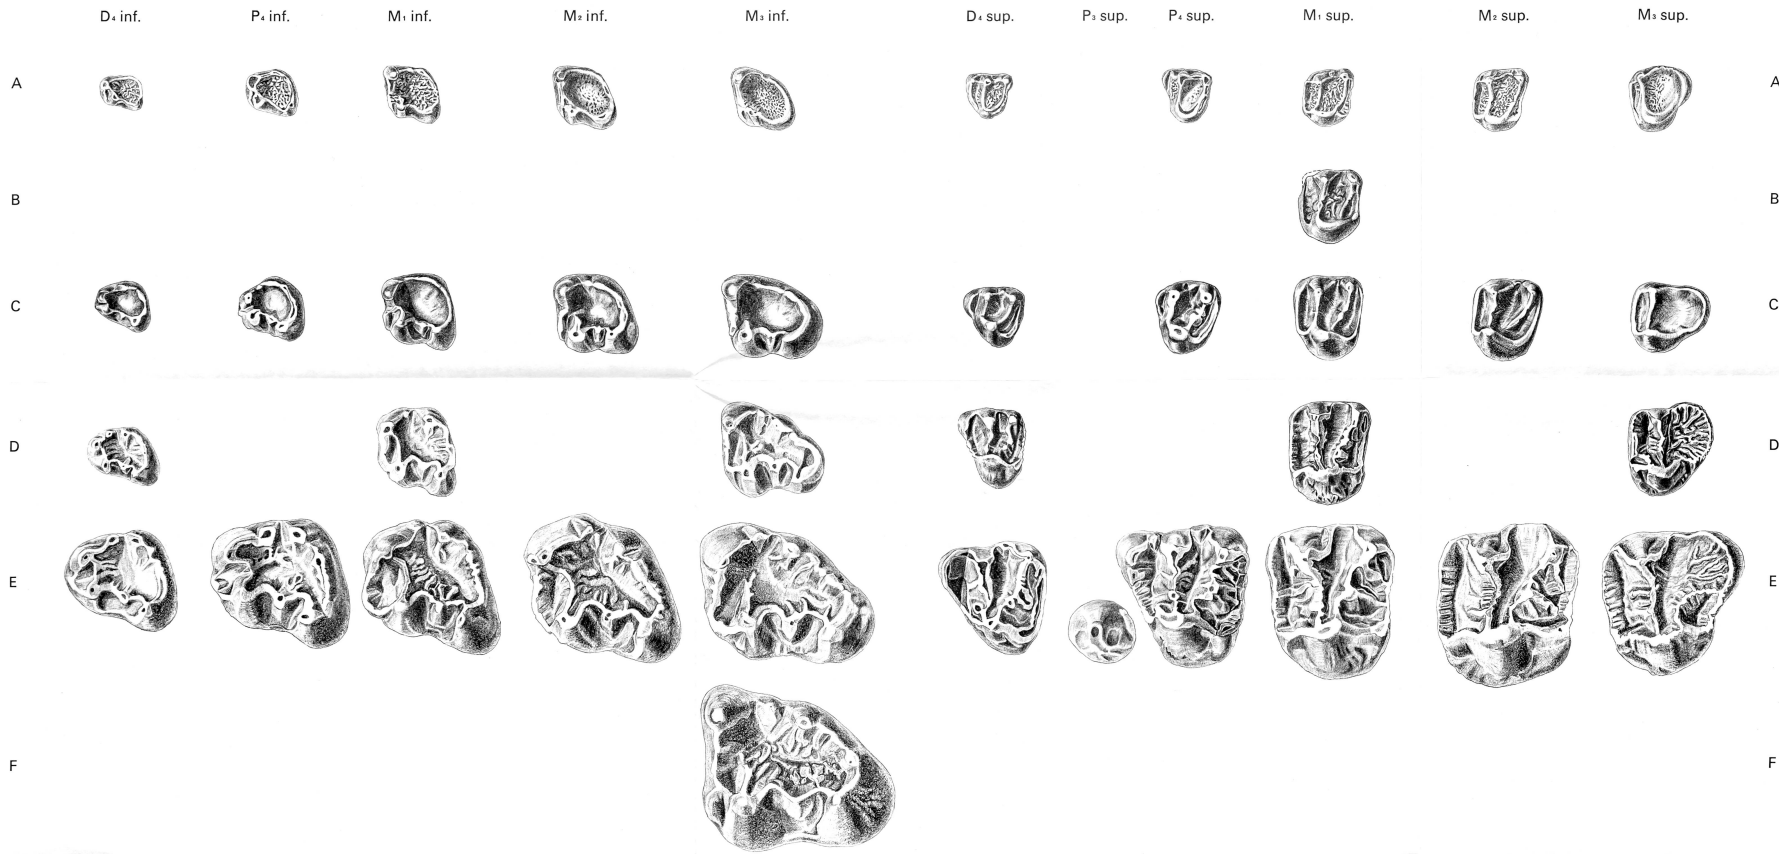 D₄ inf. P₄ inf. M₁ inf. M₂ inf. M₃ inf. D₄ sup. P₃ sup. P₄ sup. M₁ sup. M₂ sup. M₃ sup.
A A
B B
C C
D D
E E
F F